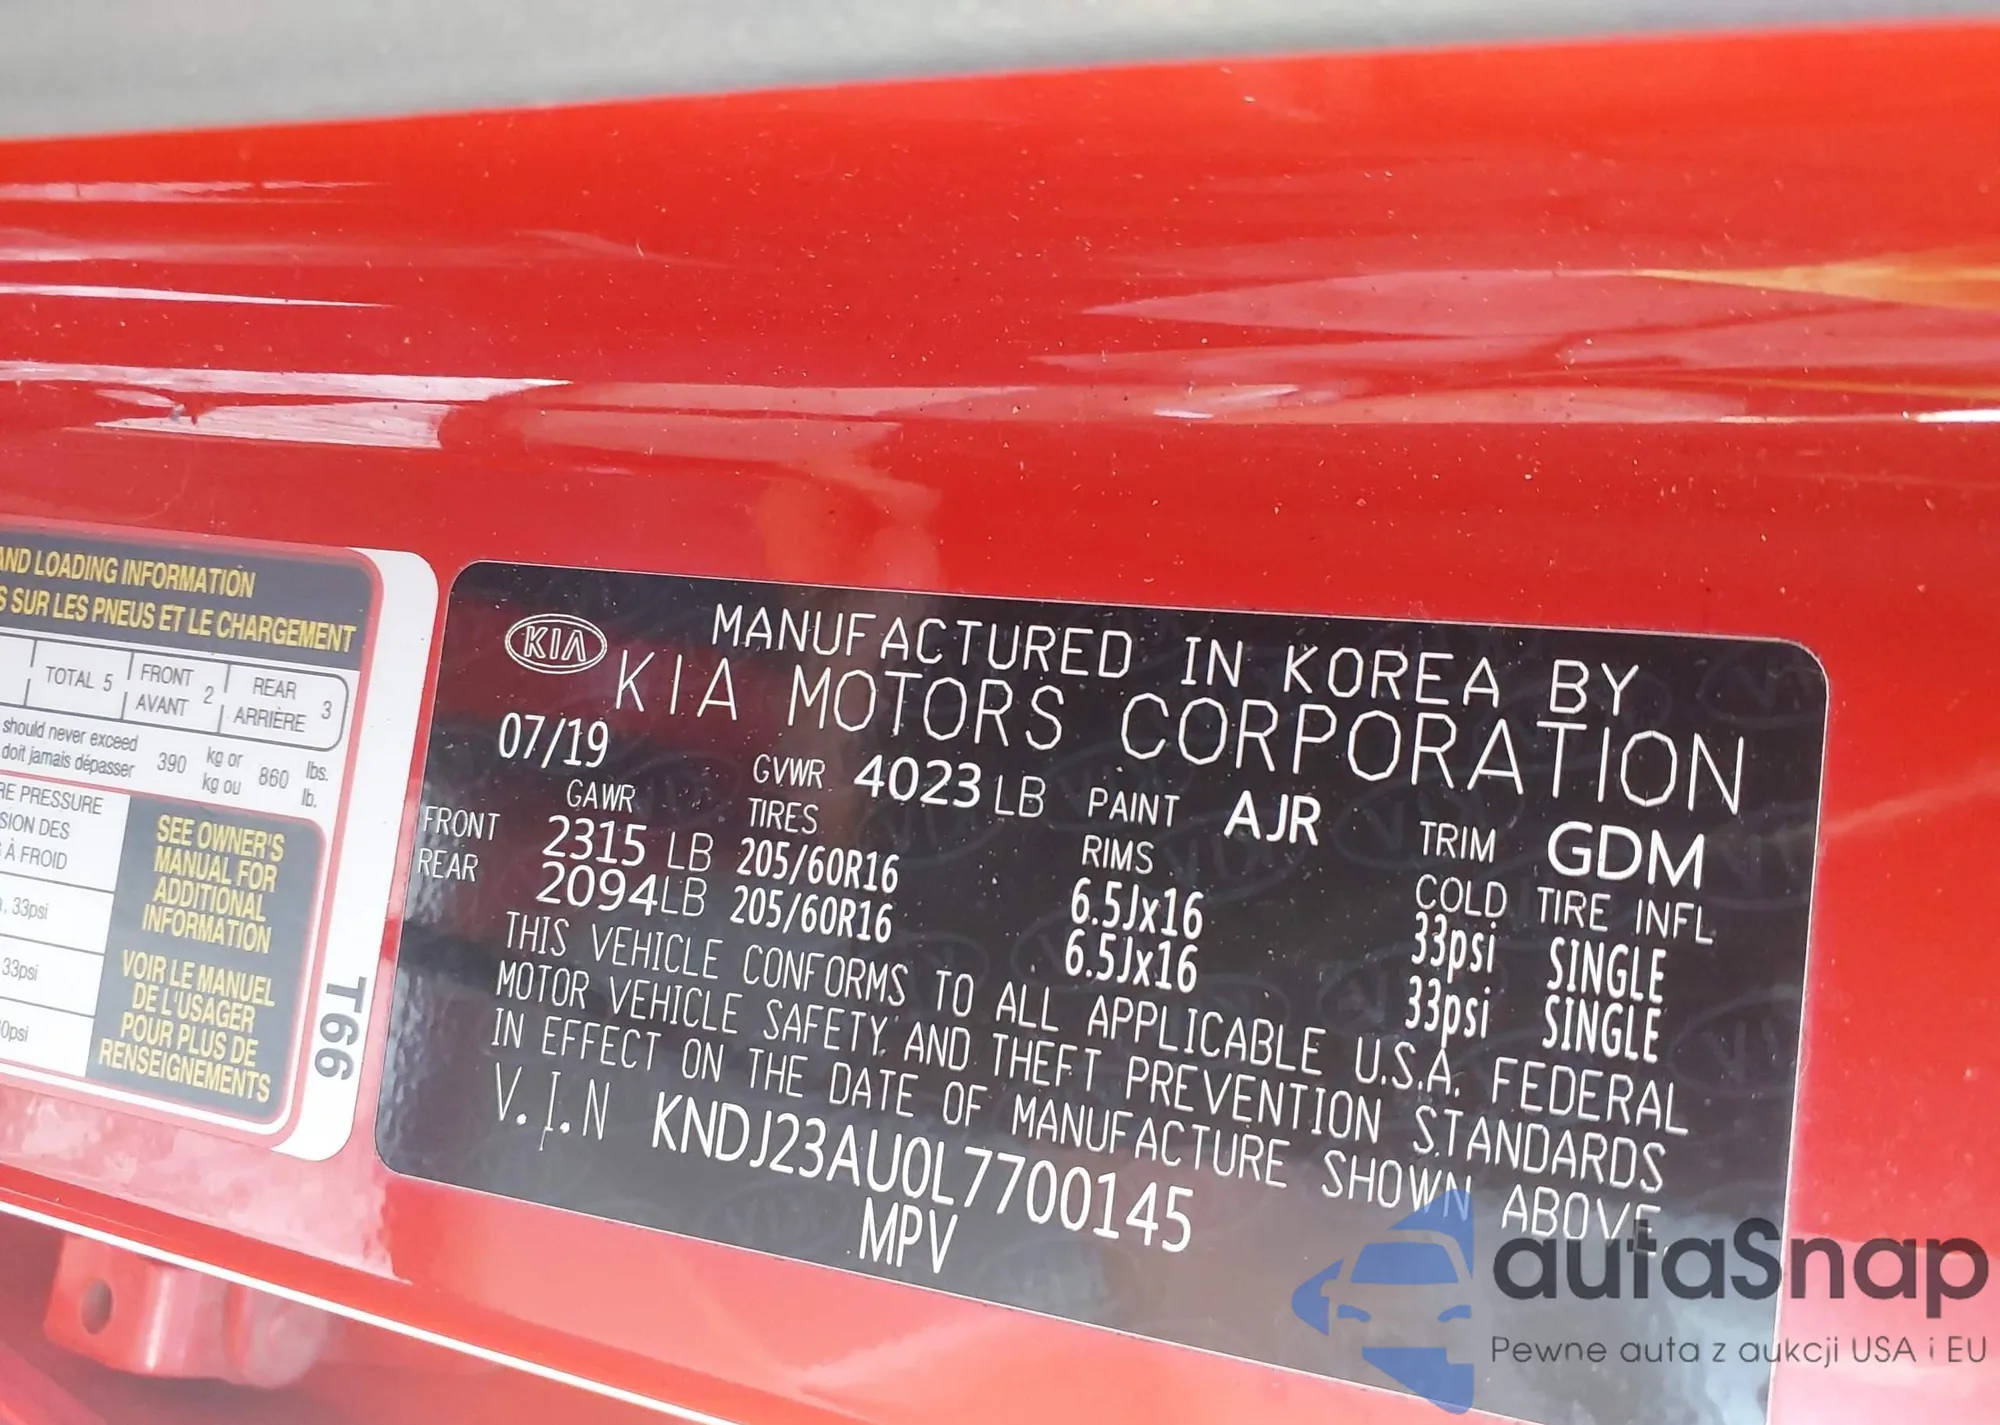 AND LOADING INFORMATION
S SUR LES PNEUS ET LE CHARGEMENT
TOTAL 5 FRONT AVANT 2 REAR ARRIÈRE 3
should never exceed
doit jamais dépasser 390 kg or kg ou 860 lbs. lb.
RE PRESSURE
SION DES
À FROID
, 33psi
33psi
0psi
SEE OWNER'S
MANUAL FOR
ADDITIONAL
INFORMATION
VOIR LE MANUEL
DE L'USAGER
POUR PLUS DE
RENSEIGNEMENTS
T66
KIA
MANUFACTURED IN KOREA BY
KIA MOTORS CORPORATION
07/19 GVWR 4023 LB PAINT AJR TRIM GDM
GAWR TIRES RIMS COLD TIRE INFL
FRONT 2315 LB 205/60R16 6.5Jx16 33psi SINGLE
REAR 2094LB 205/60R16 6.5Jx16 33psi SINGLE
THIS VEHICLE CONFORMS TO ALL APPLICABLE U.S.A. FEDERAL
MOTOR VEHICLE SAFETY AND THEFT PREVENTION STANDARDS
IN EFFECT ON THE DATE OF MANUFACTURE SHOWN ABOVE.
V.I.N KNDJ23AU0L7700145
MPV
autaSnap
Pewne auta z aukcji USA i EU